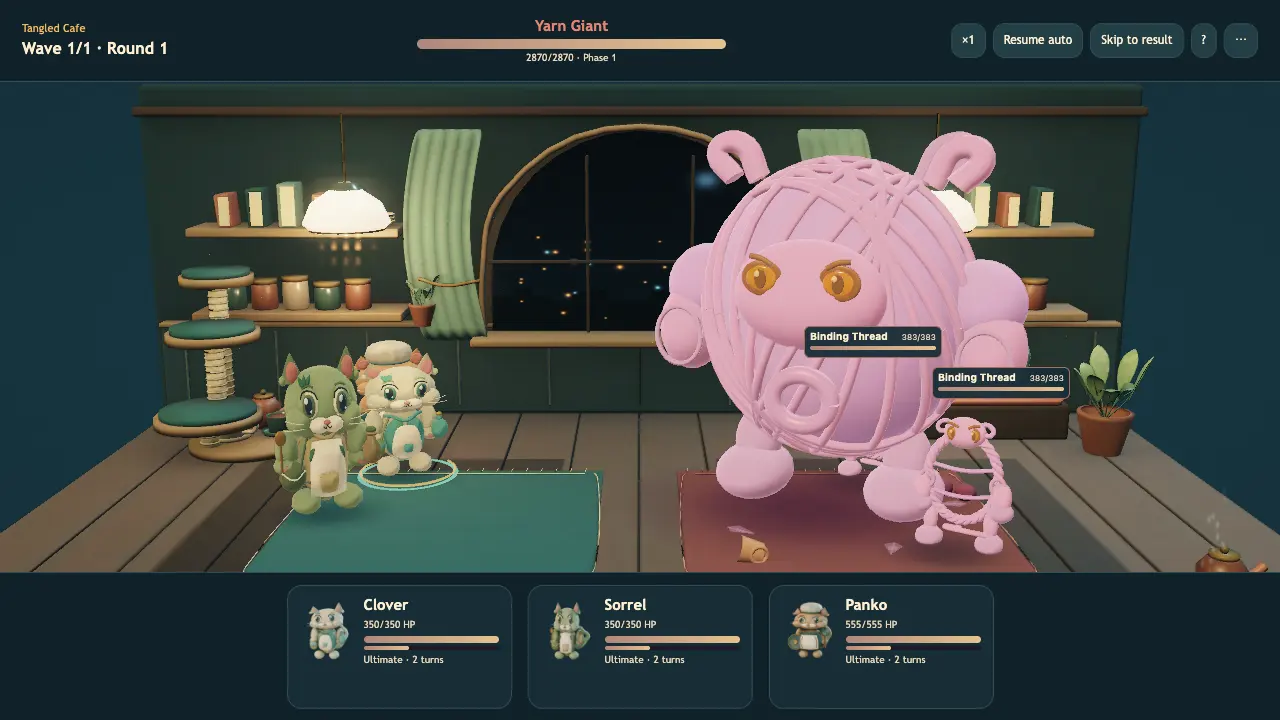 Tangled Cafe
Wave 1/1 · Round 1
Yarn Giant
2870/2870 · Phase 1
×1
Resume auto
Skip to result
?
···
Binding Thread 383/383
Binding Thread 383/383
Clover
350/350 HP
Ultimate · 2 turns
Sorrel
350/350 HP
Ultimate · 2 turns
Panko
555/555 HP
Ultimate · 2 turns